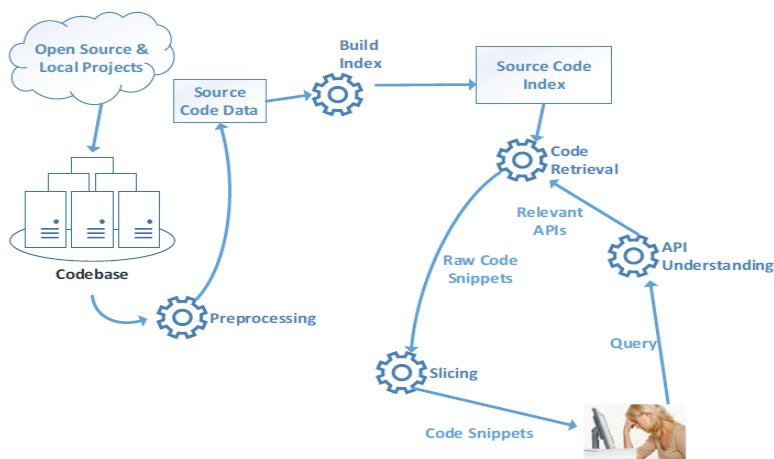 Open Source &
Local Projects
Source
Code Data
Build
Index
Source Code
Index
Code
Retrieval
Relevant
APIs
API
Understanding
Raw Code
Snippets
Codebase
Preprocessing
Slicing
Query
Code Snippets